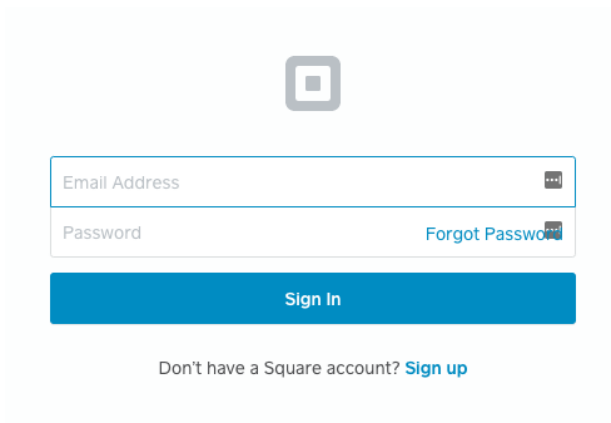 Email Address
Password Forgot Password
Sign In
Don't have a Square account? Sign up